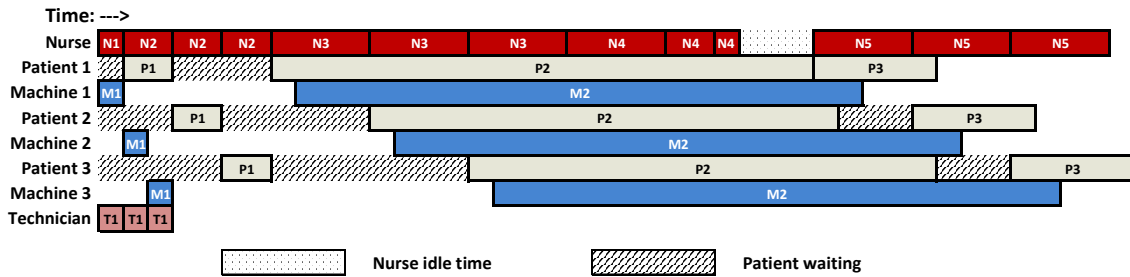 Time: --->
Nurse N1 N2 N2 N2 N3 N3 N3 N4 N4 N4 N5 N5 N5
Patient 1 P1 P2 P3
Machine 1 M1 M2
Patient 2 P1 P2 P3
Machine 2 M1 M2
Patient 3 P1 P2 P3
Machine 3 M1 M2
Technician T1 T1 T1
Nurse idle time Patient waiting